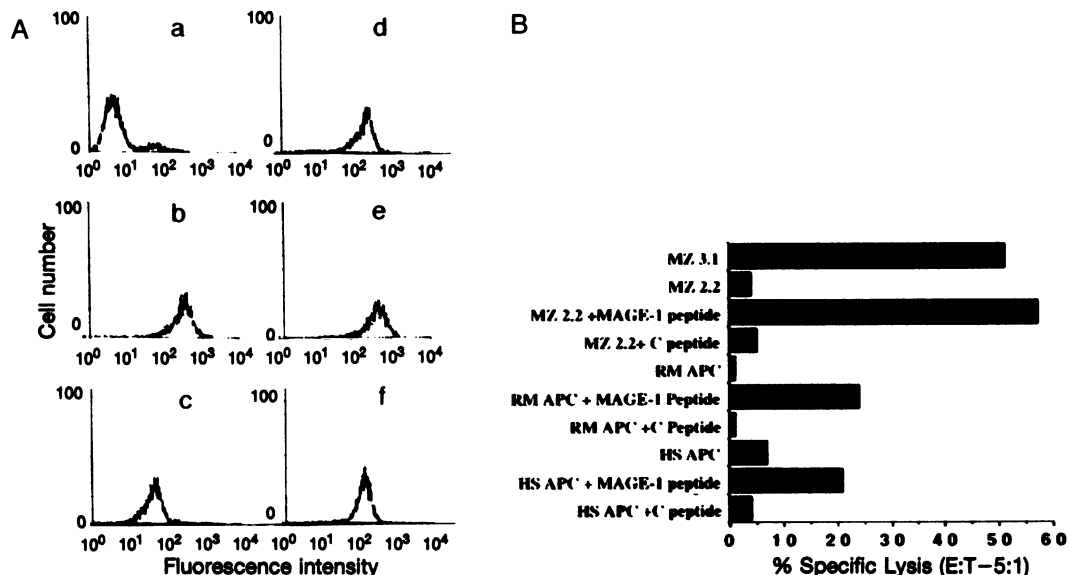 A
B
100
a
0
10⁰ 10¹ 10² 10³ 10⁴
100
d
0
10⁰ 10¹ 10² 10³ 10⁴
100
b
0
10⁰ 10¹ 10² 10³ 10⁴
100
e
0
10⁰ 10¹ 10² 10³ 10⁴
100
c
0
10⁰ 10¹ 10² 10³ 10⁴
100
f
0
10⁰ 10¹ 10² 10³ 10⁴
Cell number
Fluorescence intensity
MZ 3.1
MZ 2.2
MZ 2.2 +MAGE-1 peptide
MZ 2.2+ C peptide
RM APC
RM APC + MAGE-1 Peptide
RM APC +C Peptide
HS APC
HS APC + MAGE-1 peptide
HS APC +C peptide
0 10 20 30 40 50 60
% Specific Lysis (E:T–5:1)